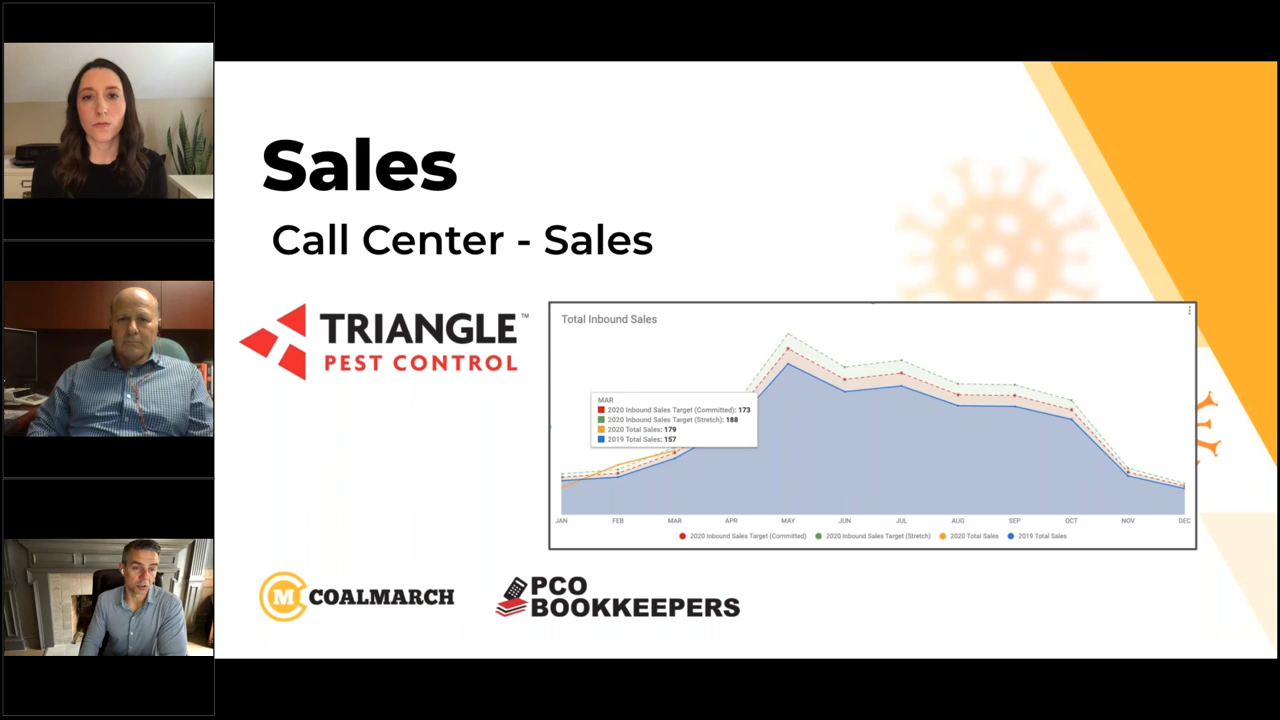 Sales
Call Center - Sales
TRIANGLE™
PEST CONTROL
Total Inbound Sales
MAR
2020 Inbound Sales Target (Committed): 173
2020 Inbound Sales Target (Stretch): 188
2020 Total Sales: 179
2019 Total Sales: 157
JAN FEB MAR APR MAY JUN JUL AUG SEP OCT NOV DEC
2020 Inbound Sales Target (Committed) 2020 Inbound Sales Target (Stretch) 2020 Total Sales 2019 Total Sales
M COALMARCH
PCO
BOOKKEEPERS